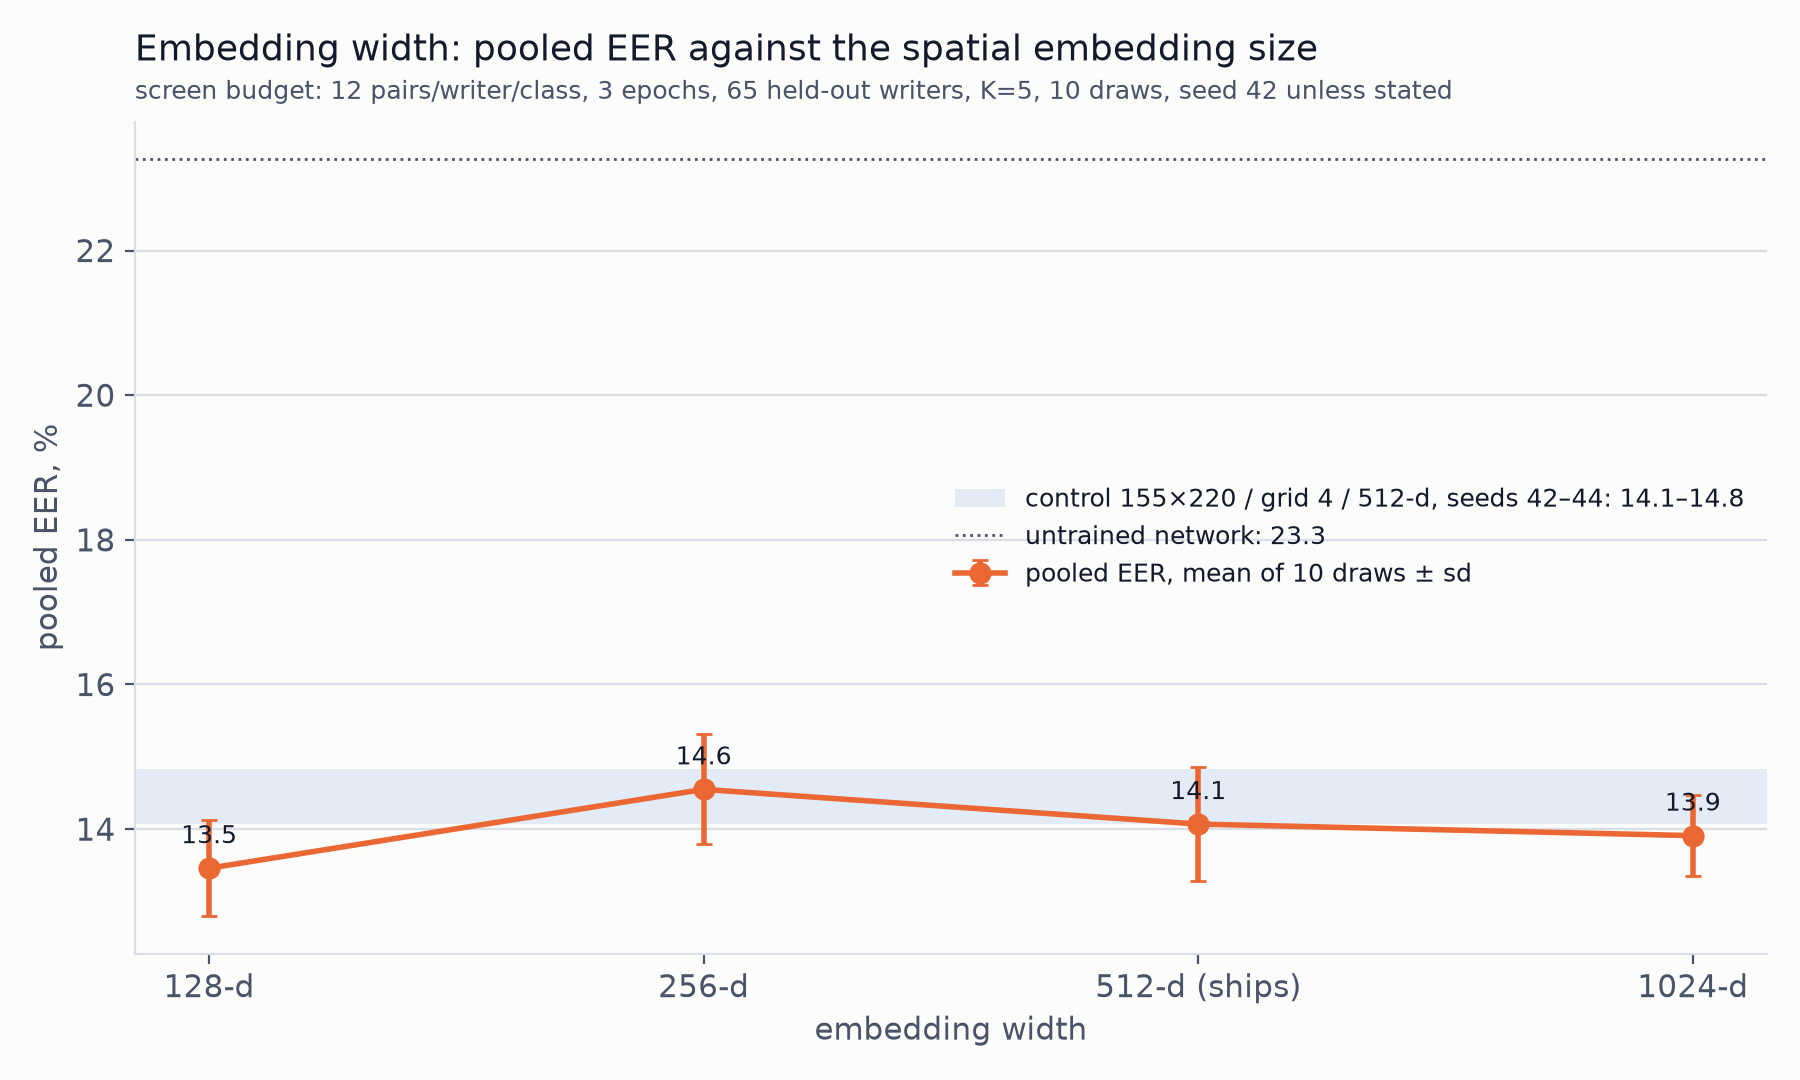 Embedding width: pooled EER against the spatial embedding size
screen budget: 12 pairs/writer/class, 3 epochs, 65 held-out writers, K=5, 10 draws, seed 42 unless stated
pooled EER, %
22
20
18
16
14
control 155×220 / grid 4 / 512-d, seeds 42–44: 14.1–14.8
untrained network: 23.3
pooled EER, mean of 10 draws ± sd
13.5
14.6
14.1
13.9
128-d
256-d
512-d (ships)
1024-d
embedding width